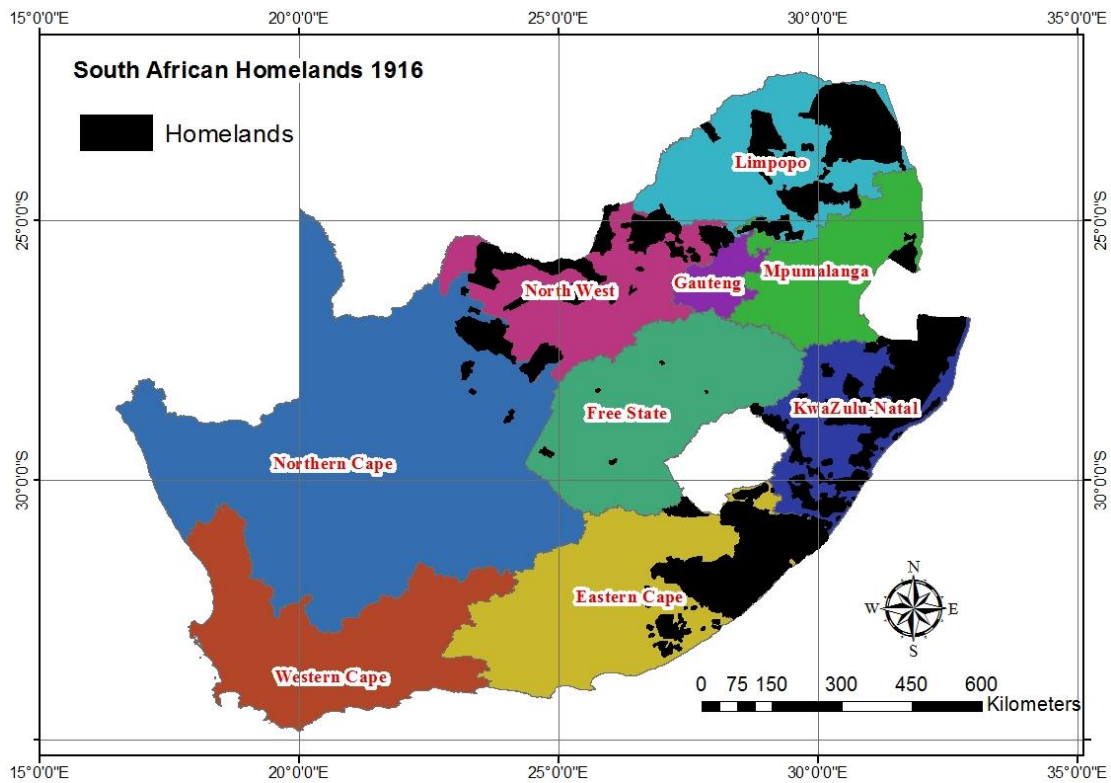 15°0'0"E 20°0'0"E 25°0'0"E 30°0'0"E 35°0'0"E
South African Homelands 1916
Homelands
Limpopo
25°0'0"S 25°0'0"S
Mpumalanga
Gauteng
North West
KwaZulu-Natal
Free State
Northern Cape
30°0'0"S 30°0'0"S
N
Eastern Cape
W E
S
Western Cape
0 75 150 300 450 600
Kilometers
15°0'0"E 20°0'0"E 25°0'0"E 30°0'0"E 35°0'0"E